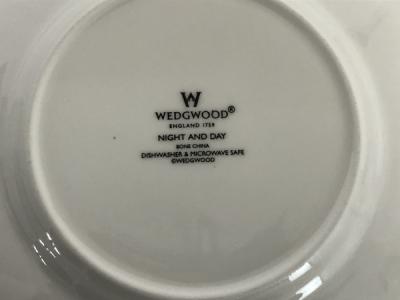 W
WEDGWOOD®
ENGLAND 1759
NIGHT AND DAY
BONE CHINA
DISHWASHER & MICROWAVE SAFE
©WEDGWOOD